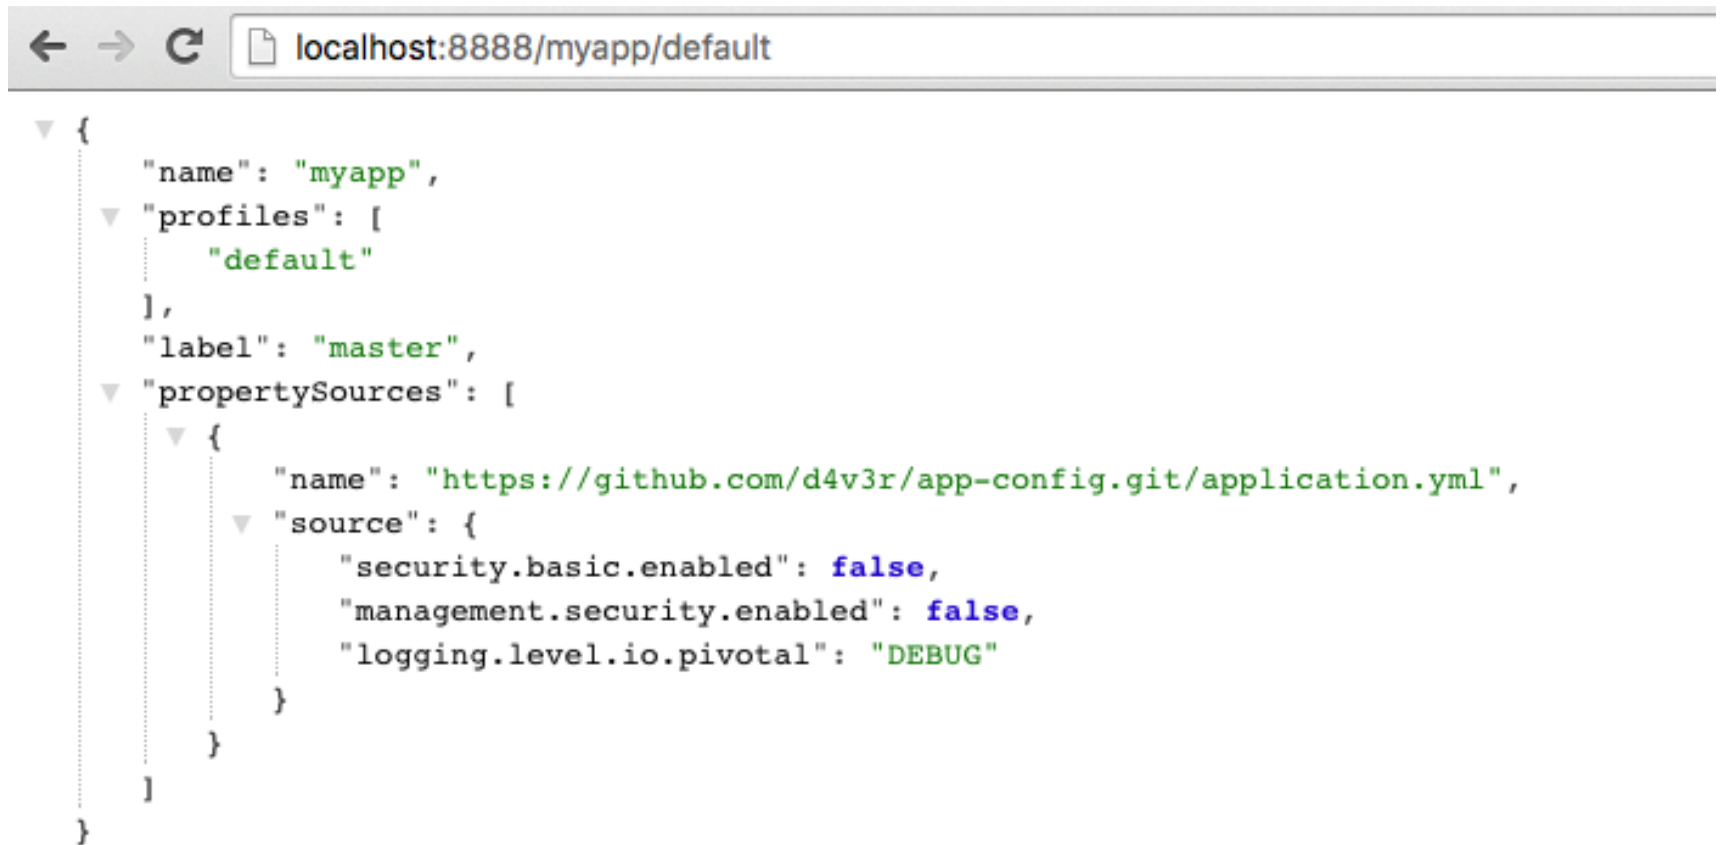 localhost:8888/myapp/default
{
"name": "myapp",
"profiles": [
"default"
],
"label": "master",
"propertySources": [
{
"name": "https://github.com/d4v3r/app-config.git/application.yml",
"source": {
"security.basic.enabled": false,
"management.security.enabled": false,
"logging.level.io.pivotal": "DEBUG"
}
}
]
}